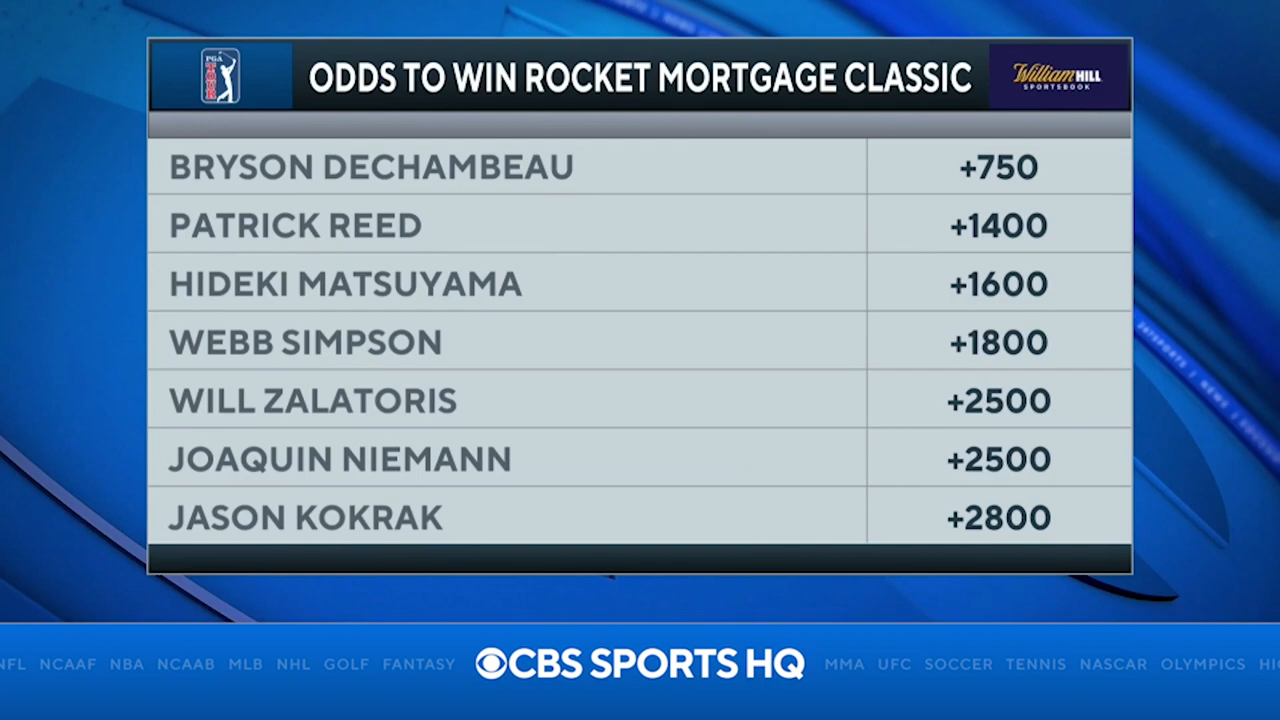 PGA TOUR
ODDS TO WIN ROCKET MORTGAGE CLASSIC
William HILL
SPORTSBOOK
BRYSON DECHAMBEAU +750
PATRICK REED +1400
HIDEKI MATSUYAMA +1600
WEBB SIMPSON +1800
WILL ZALATORIS +2500
JOAQUIN NIEMANN +2500
JASON KOKRAK +2800
NFL NCAAF NBA NCAAB MLB NHL GOLF FANTASY CBS SPORTS HQ MMA UFC SOCCER TENNIS NASCAR OLYMPICS